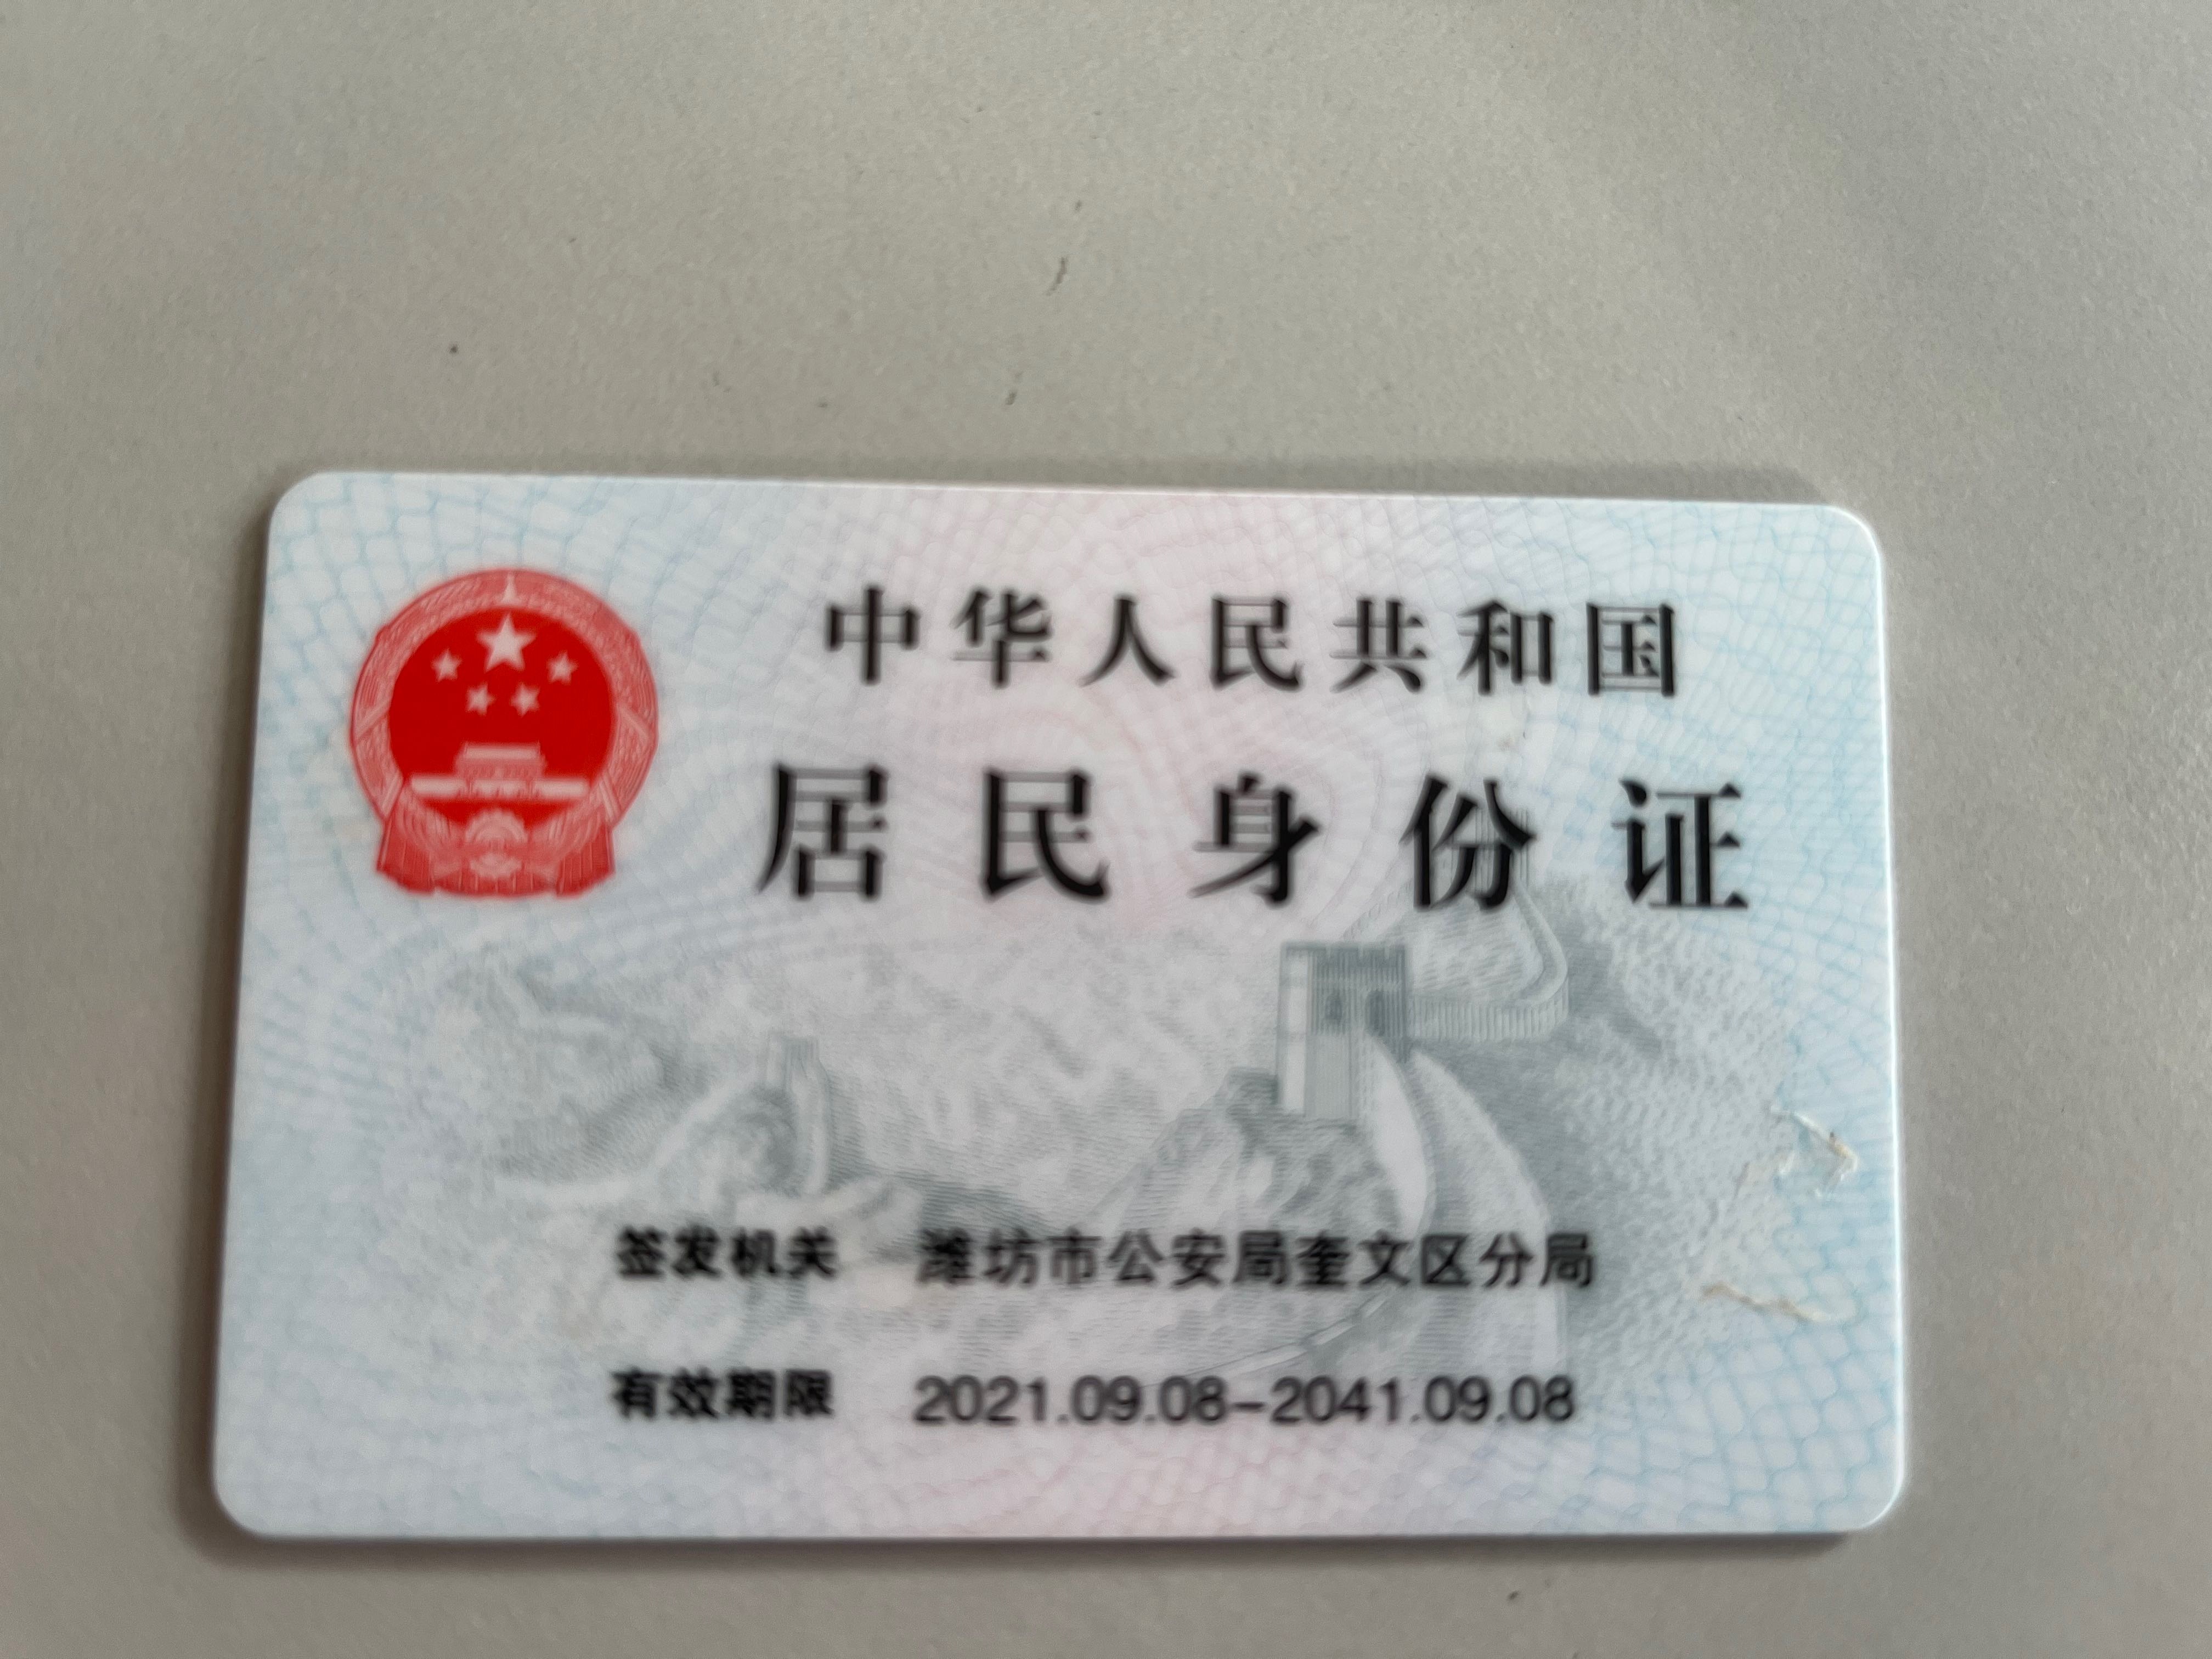 中华人民共和国
居民身份证
签发机关 潍坊市公安局奎文区分局
有效期限 2021.09.08-2041.09.08